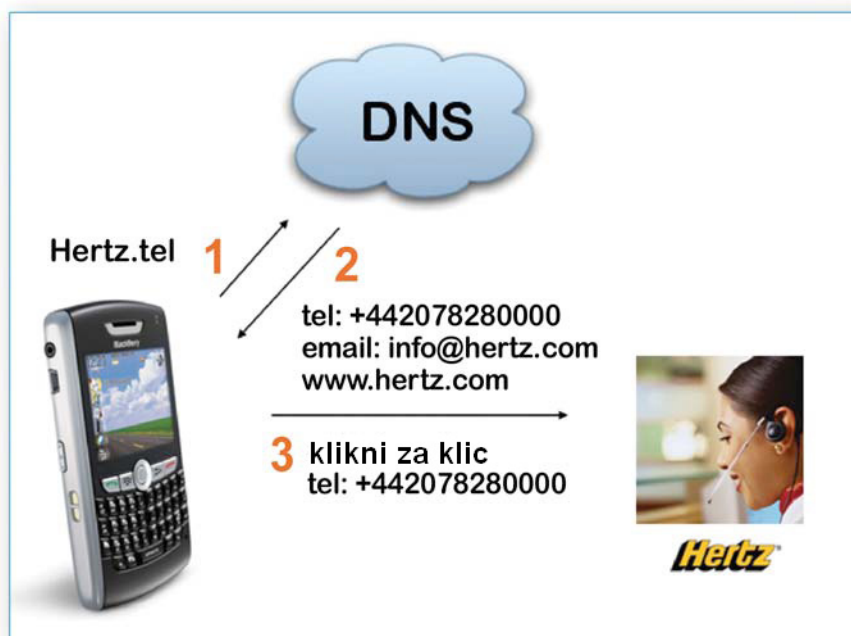 DNS
Hertz.tel
1
2
tel: +442078280000
email: info@hertz.com
www.hertz.com
BlackBerry
3 klikni za klic
tel: +442078280000
Hertz